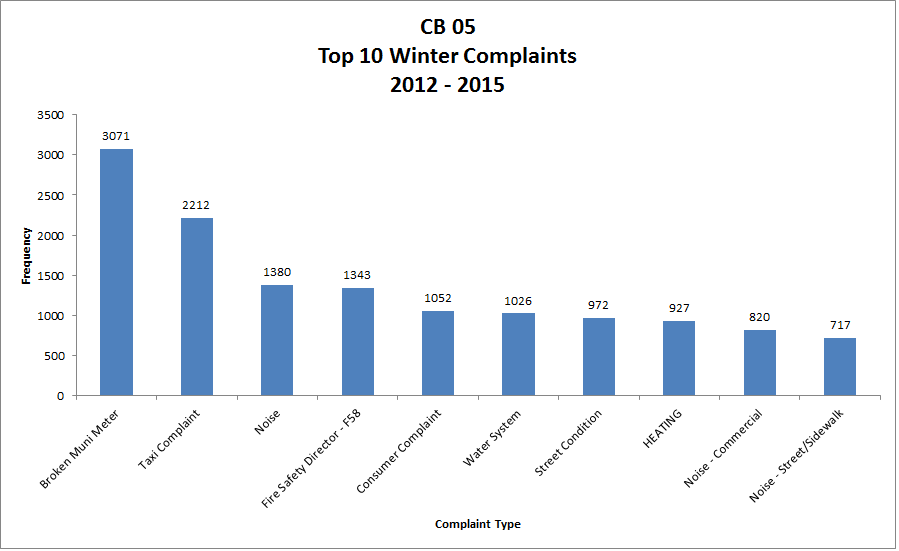 CB 05
Top 10 Winter Complaints
2012 - 2015
Frequency
3500
3000
2500
2000
1500
1000
500
0
3071
2212
1380
1343
1052
1026
972
927
820
717
Broken Muni Meter
Taxi Complaint
Noise
Fire Safety Director - F58
Consumer Complaint
Water System
Street Condition
HEATING
Noise - Commercial
Noise - Street/Sidewalk
Complaint Type